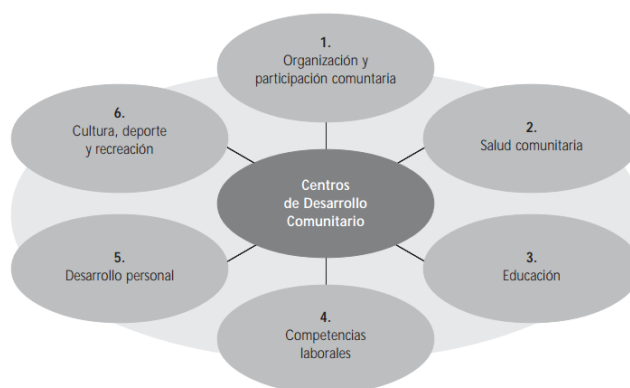 1.
Organización y
participación comuntaria
2.
Salud comunitaria
3.
Educación
4.
Competencias
laborales
5.
Desarrollo personal
6.
Cultura, deporte
y recreación
Centros
de Desarrollo
Comunitario